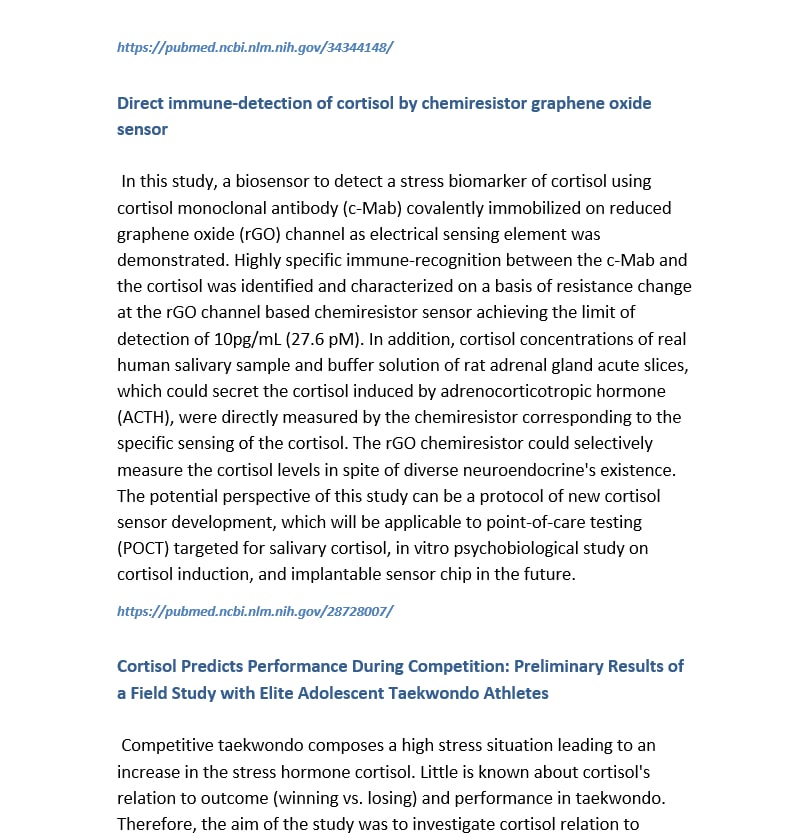 https://pubmed.ncbi.nlm.nih.gov/34344148/
Direct immune-detection of cortisol by chemiresistor graphene oxide
sensor
In this study, a biosensor to detect a stress biomarker of cortisol using
cortisol monoclonal antibody (c-Mab) covalently immobilized on reduced
graphene oxide (rGO) channel as electrical sensing element was
demonstrated. Highly specific immune-recognition between the c-Mab and
the cortisol was identified and characterized on a basis of resistance change
at the rGO channel based chemiresistor sensor achieving the limit of
detection of 10pg/mL (27.6 pM). In addition, cortisol concentrations of real
human salivary sample and buffer solution of rat adrenal gland acute slices,
which could secret the cortisol induced by adrenocorticotropic hormone
(ACTH), were directly measured by the chemiresistor corresponding to the
specific sensing of the cortisol. The rGO chemiresistor could selectively
measure the cortisol levels in spite of diverse neuroendocrine's existence.
The potential perspective of this study can be a protocol of new cortisol
sensor development, which will be applicable to point-of-care testing
(POCT) targeted for salivary cortisol, in vitro psychobiological study on
cortisol induction, and implantable sensor chip in the future.
https://pubmed.ncbi.nlm.nih.gov/28728007/
Cortisol Predicts Performance During Competition: Preliminary Results of
a Field Study with Elite Adolescent Taekwondo Athletes
Competitive taekwondo composes a high stress situation leading to an
increase in the stress hormone cortisol. Little is known about cortisol's
relation to outcome (winning vs. losing) and performance in taekwondo.
Therefore, the aim of the study was to investigate cortisol relation to